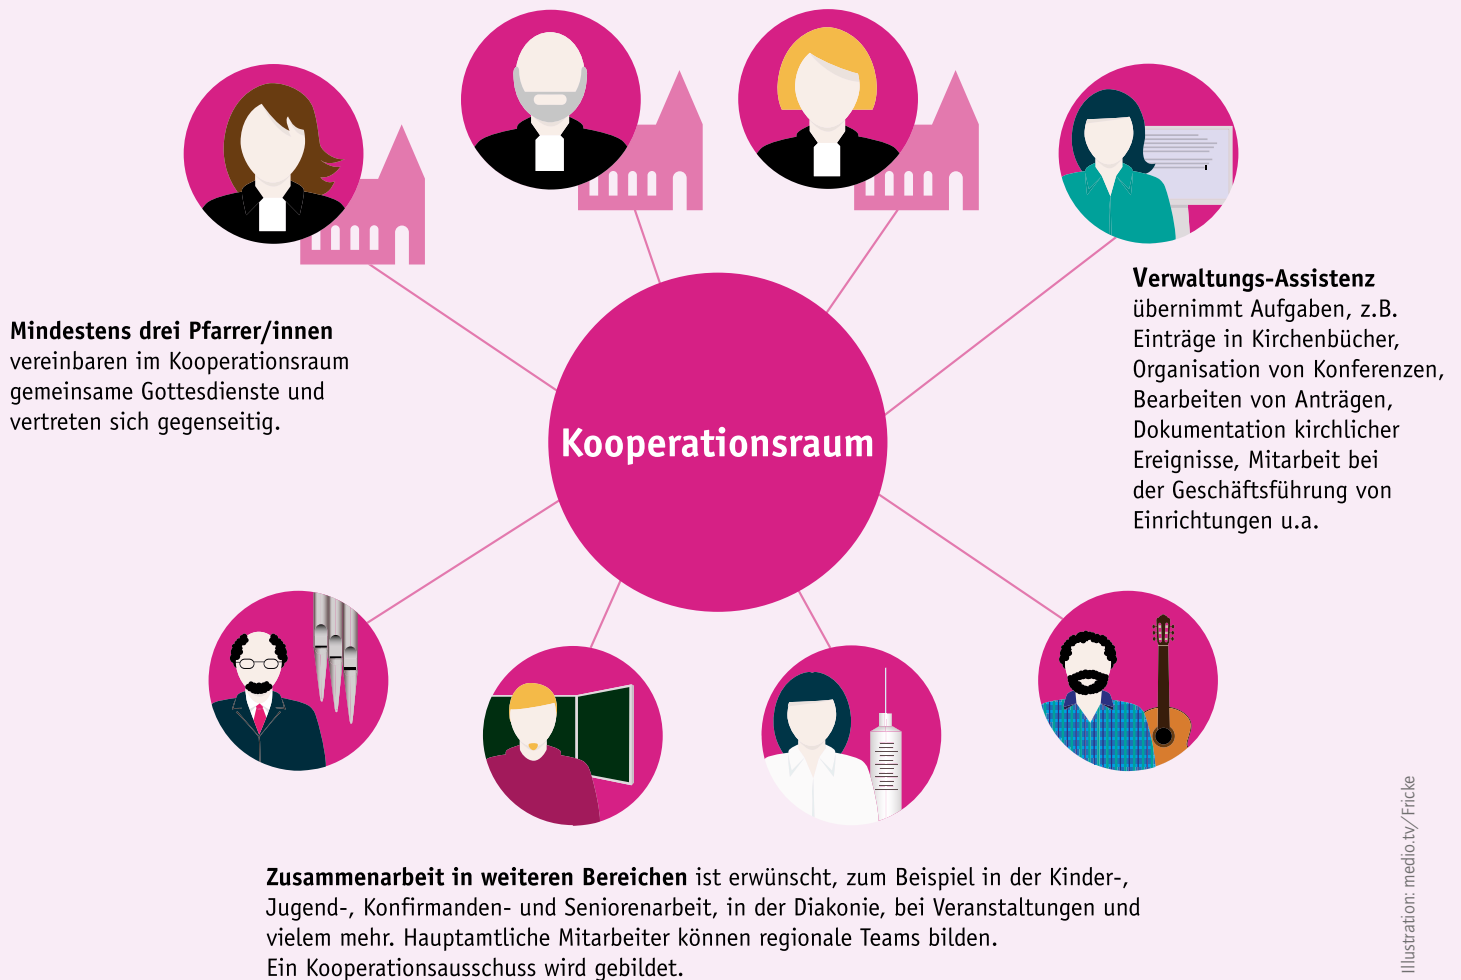 Mindestens drei Pfarrer/innen
vereinbaren im Kooperationsraum
gemeinsame Gottesdienste und
vertreten sich gegenseitig.
Kooperationsraum
Verwaltungs-Assistenz
übernimmt Aufgaben, z.B.
Einträge in Kirchenbücher,
Organisation von Konferenzen,
Bearbeiten von Anträgen,
Dokumentation kirchlicher
Ereignisse, Mitarbeit bei
der Geschäftsführung von
Einrichtungen u.a.
Zusammenarbeit in weiteren Bereichen ist erwünscht, zum Beispiel in der Kinder-,
Jugend-, Konfirmanden- und Seniorenarbeit, in der Diakonie, bei Veranstaltungen und
vielem mehr. Hauptamtliche Mitarbeiter können regionale Teams bilden.
Ein Kooperationsausschuss wird gebildet.
Illustration: medio.tv/Fricke